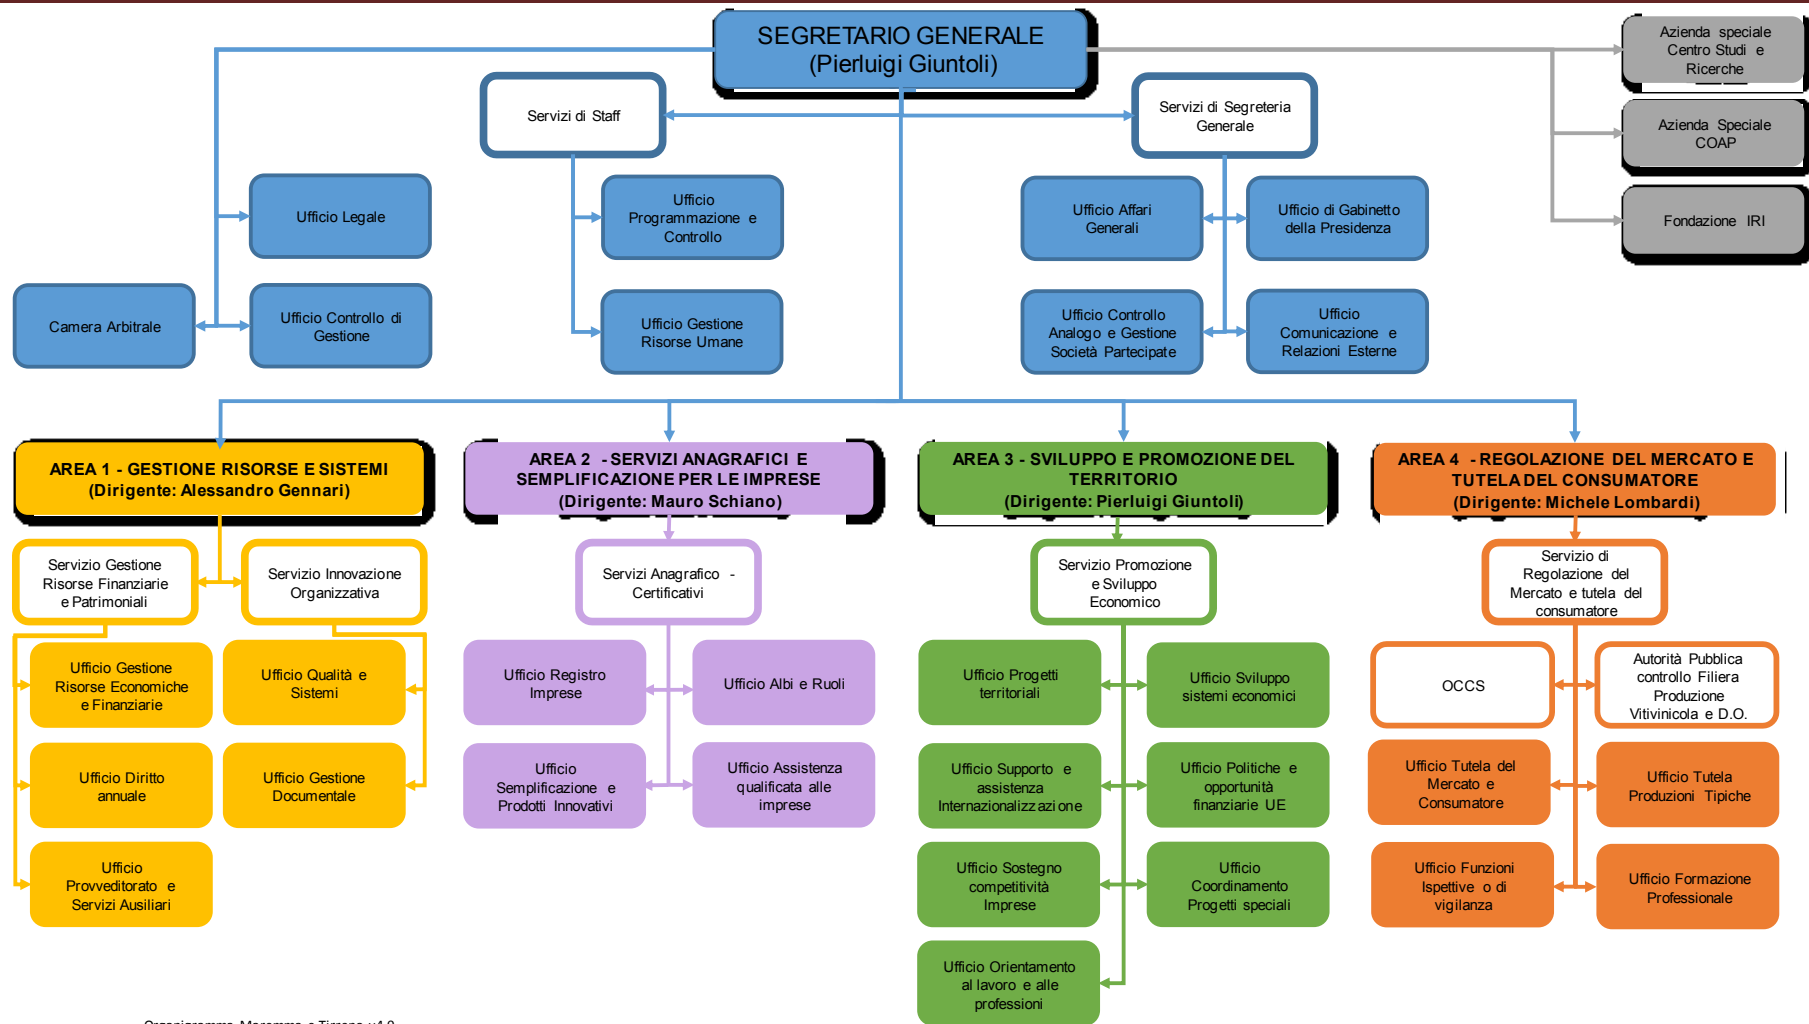 SEGRETARIO GENERALE
(Pierluigi Giuntoli)
Azienda speciale
Centro Studi e
Ricerche
Servizi di Staff
Servizi di Segreteria
Generale
Azienda Speciale
COAP
Ufficio Legale
Ufficio
Programmazione e
Controllo
Ufficio Affari
Generali
Ufficio di Gabinetto
della Presidenza
Fondazione IRI
Camera Arbitrale
Ufficio Controllo di
Gestione
Ufficio Gestione
Risorse Umane
Ufficio Controllo
Analogo e Gestione
Società Partecipate
Ufficio
Comunicazione e
Relazioni Esterne
AREA 1 - GESTIONE RISORSE E SISTEMI
(Dirigente: Alessandro Gennari)
AREA 2 - SERVIZI ANAGRAFICI E
SEMPLIFICAZIONE PER LE IMPRESE
(Dirigente: Mauro Schiano)
AREA 3 - SVILUPPO E PROMOZIONE DEL
TERRITORIO
(Dirigente: Pierluigi Giuntoli)
AREA 4 - REGOLAZIONE DEL MERCATO E
TUTELA DEL CONSUMATORE
(Dirigente: Michele Lombardi)
Servizio Gestione
Risorse Finanziarie
e Patrimoniali
Servizio Innovazione
Organizzativa
Servizi Anagrafico -
Certificativi
Servizio Promozione
e Sviluppo
Economico
Servizio di
Regolazione del
Mercato e tutela del
consumatore
Ufficio Gestione
Risorse Economiche
e Finanziarie
Ufficio Qualità e
Sistemi
Ufficio Registro
Imprese
Ufficio Albi e Ruoli
Ufficio Progetti
territoriali
Ufficio Sviluppo
sistemi economici
OCCS
Autorità Pubblica
controllo Filiera
Produzione
Vitivinicola e D.O.
Ufficio Diritto
annuale
Ufficio Gestione
Documentale
Ufficio
Semplificazione e
Prodotti Innovativi
Ufficio Assistenza
qualificata alle
imprese
Ufficio Supporto e
assistenza
Internazionalizzazione
Ufficio Politiche e
opportunità
finanziarie UE
Ufficio Tutela del
Mercato e
Consumatore
Ufficio Tutela
Produzioni Tipiche
Ufficio
Provveditorato e
Servizi Ausiliari
Ufficio Sostegno
competitività
Imprese
Ufficio
Coordinamento
Progetti speciali
Ufficio Funzioni
Ispettive o di
vigilanza
Ufficio Formazione
Professionale
Ufficio Orientamento
al lavoro e alle
professioni
Organigramma Maremma e Tirreno v4.0